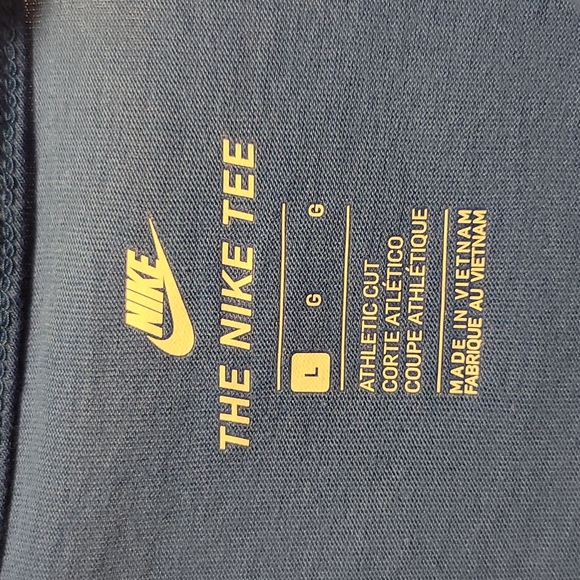 NIKE
THE NIKE TEE
L G G
ATHLETIC CUT
CORTE ATLÉTICO
COUPE ATHLÉTIQUE
MADE IN VIETNAM
FABRIQUÉ AU VIETNAM